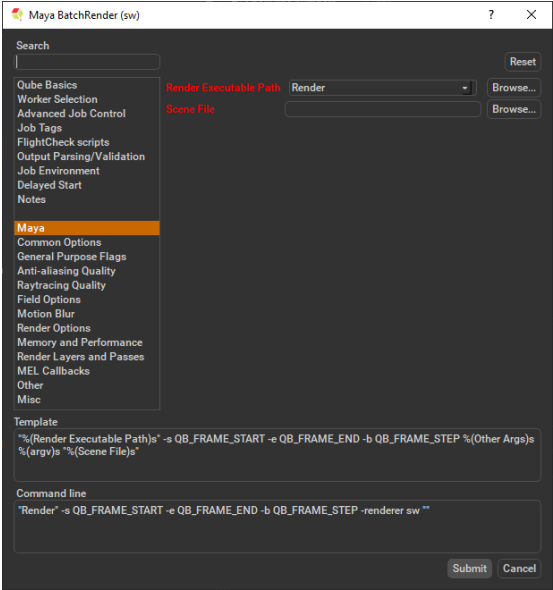 Maya BatchRender (sw)
? ×
Search
Reset
Qube Basics
Worker Selection
Advanced Job Control
Job Tags
FlightCheck scripts
Output Parsing/Validation
Job Environment
Delayed Start
Notes
Maya
Common Options
General Purpose Flags
Anti-aliasing Quality
Raytracing Quality
Field Options
Motion Blur
Render Options
Memory and Performance
Render Layers and Passes
MEL Callbacks
Other
Misc
Render Executable Path Render Browse...
Scene File Browse...
Template
"%(Render Executable Path)s" -s QB_FRAME_START -e QB_FRAME_END -b QB_FRAME_STEP %(Other Args)s
%(argv)s "%(Scene File)s"
Command line
"Render" -s QB_FRAME_START -e QB_FRAME_END -b QB_FRAME_STEP -renderer sw ""
Submit Cancel